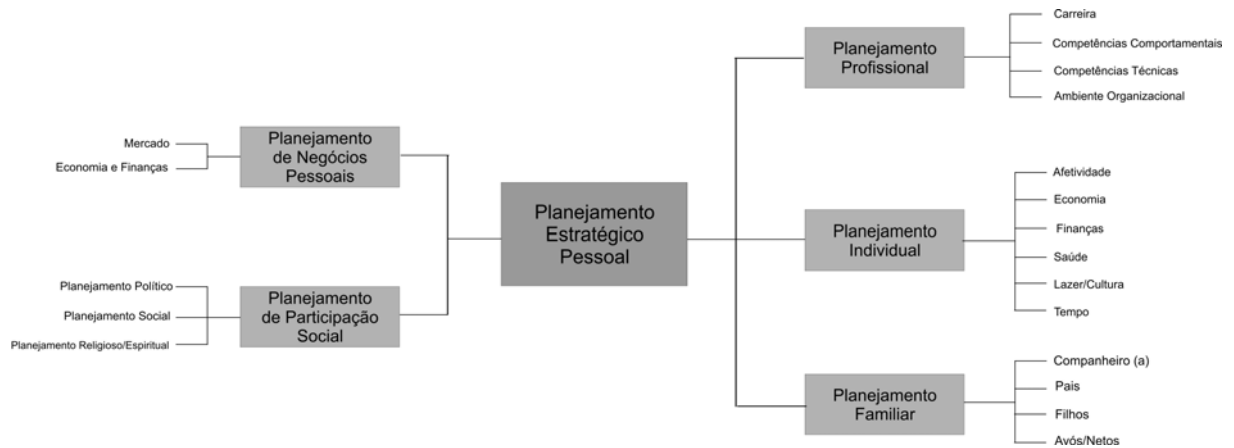 Mercado
Economia e Finanças
Planejamento
de Negócios
Pessoais
Planejamento Político
Planejamento Social
Planejamento Religioso/Espiritual
Planejamento
de Participação
Social
Planejamento
Estratégico
Pessoal
Planejamento
Profissional
Carreira
Competências Comportamentais
Competências Técnicas
Ambiente Organizacional
Planejamento
Individual
Afetividade
Economia
Finanças
Saúde
Lazer/Cultura
Tempo
Planejamento
Familiar
Companheiro (a)
Pais
Filhos
Avós/Netos